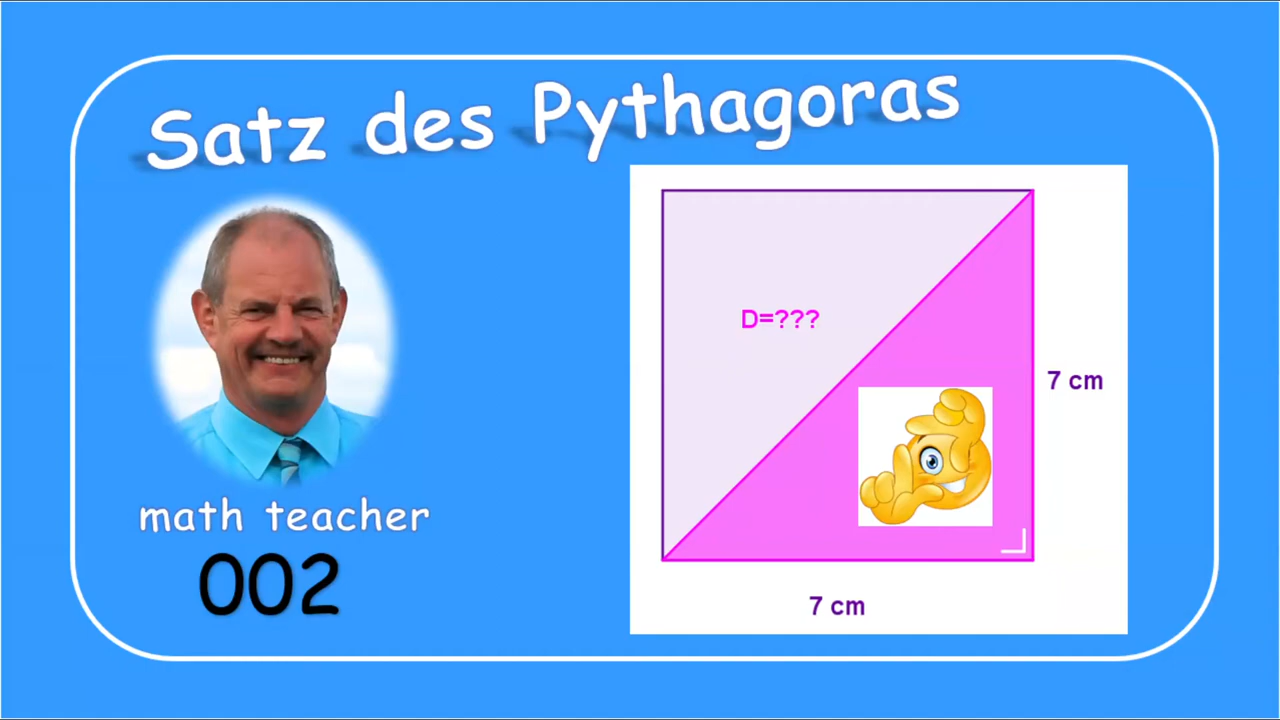 Satz des Pythagoras
D=???
7 cm
7 cm
math teacher
002